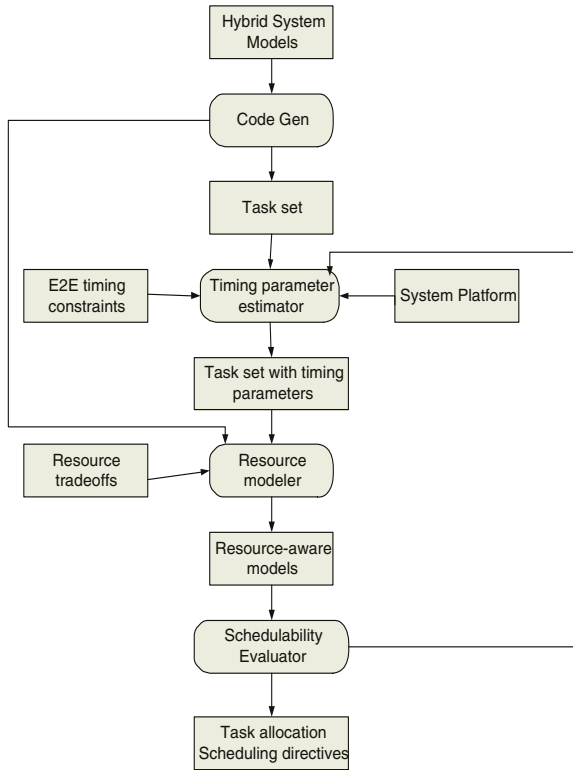 Hybrid System
Models
Code Gen
Task set
E2E timing
constraints
Timing parameter
estimator
System Platform
Task set with timing
parameters
Resource
tradeoffs
Resource
modeler
Resource-aware
models
Schedulability
Evaluator
Task allocation
Scheduling directives